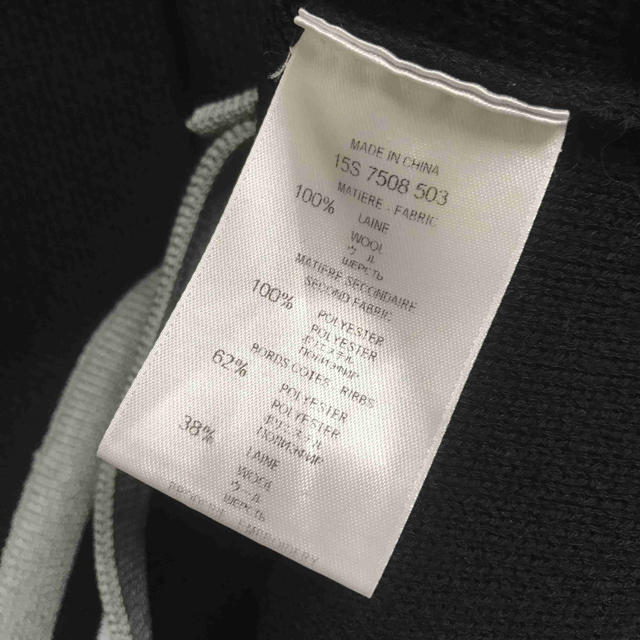 MADE IN CHINA
15S 7508 503
MATIERE - FABRIC
100% LAINE
WOOL
ウール
ШЕРСТЬ
MATIERE SECONDAIRE
SECOND FABRIC
100% POLYESTER
POLYESTER
ポリエステル
ПОЛИЭФИР
BORDS COTES - RIBBS
62% POLYESTER
POLYESTER
ポリエステル
ПОЛИЭФИР
38% LAINE
WOOL
ウール
ШЕРСТЬ
EMBROIDERY